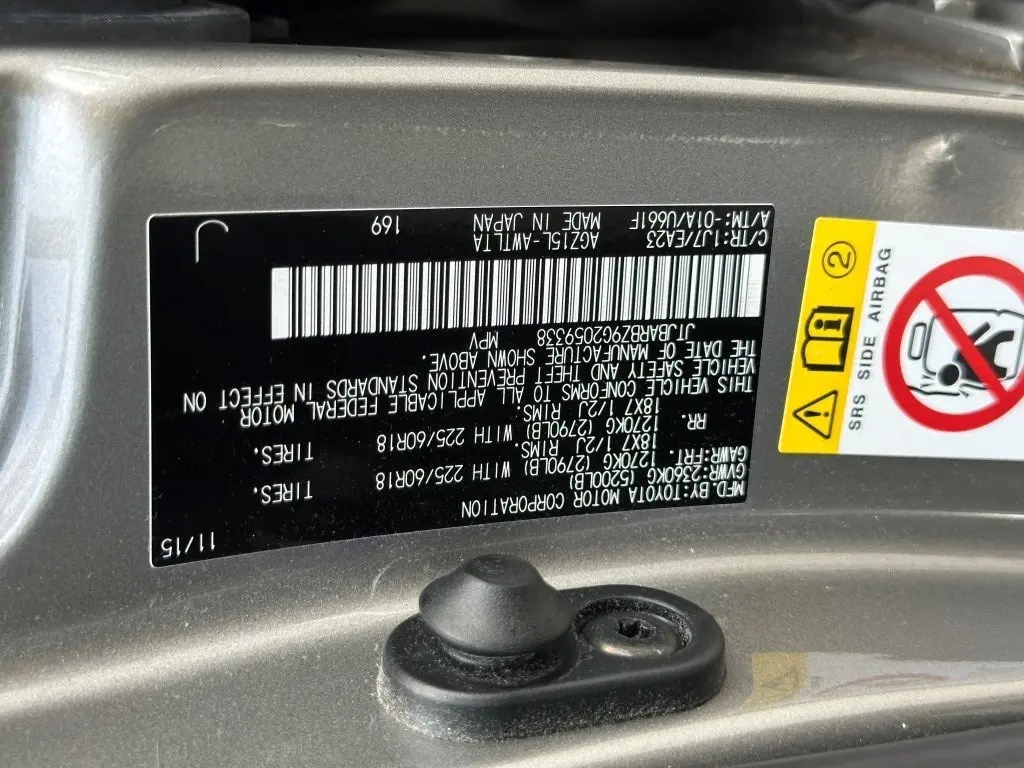 MFD. BY: TOYOTA MOTOR CORPORATION 11/15
GVWR: 2360KG (5200LB)
GAWR: FRT. 1270KG (2790LB) WITH 225/60R18 TIRES.
18X7 1/2J RIMS.
RR. 1270KG (2790LB) WITH 225/60R18 TIRES.
18X7 1/2J RIMS.
THIS VEHICLE CONFORMS TO ALL APPLICABLE FEDERAL MOTOR
VEHICLE SAFETY AND THEFT PREVENTION STANDARDS IN EFFECT ON
THE DATE OF MANUFACTURE SHOWN ABOVE.
JTJBARBZ9G2059338 MPV
C/TR: 1J7/EA23 AGZ15L-AWTLTA
A/TM: -01A/U661F MADE IN JAPAN 169
J
2
SRS SIDE AIRBAG